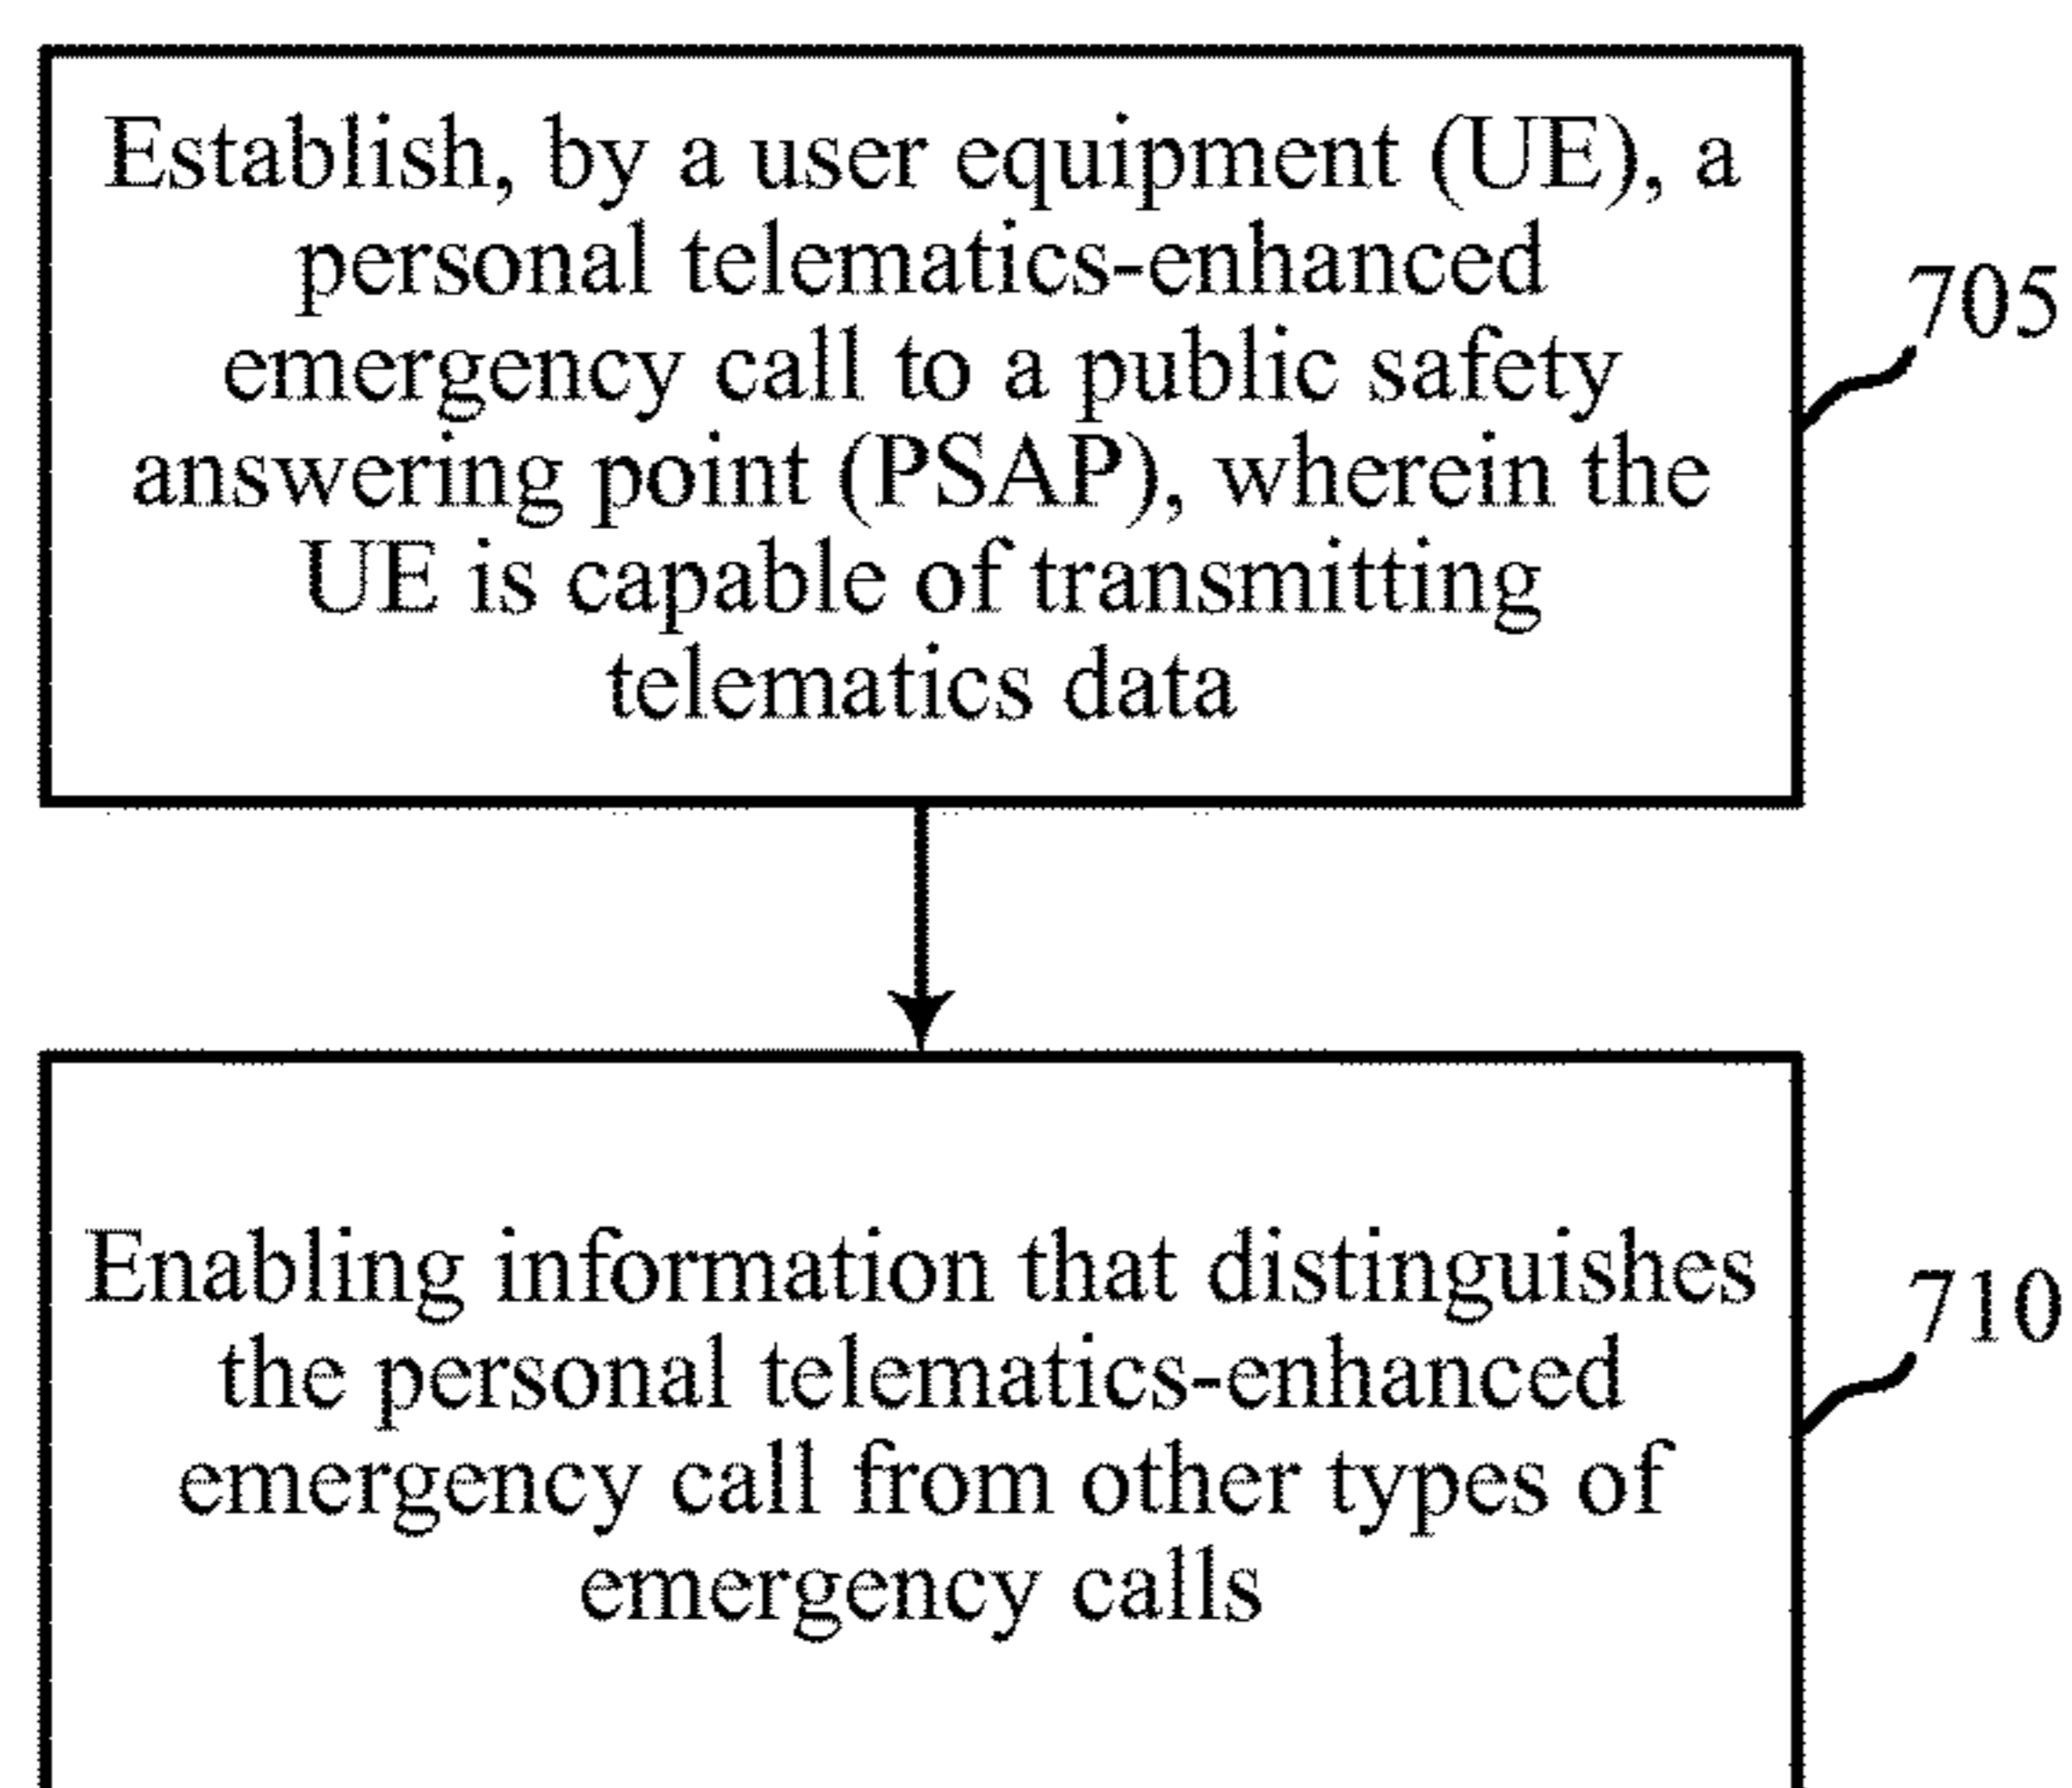 Establish, by a user equipment (UE), a
personal telematics-enhanced
emergency call to a public safety
answering point (PSAP), wherein the
UE is capable of transmitting
telematics data
705
Enabling information that distinguishes
the personal telematics-enhanced
emergency call from other types of
emergency calls
710